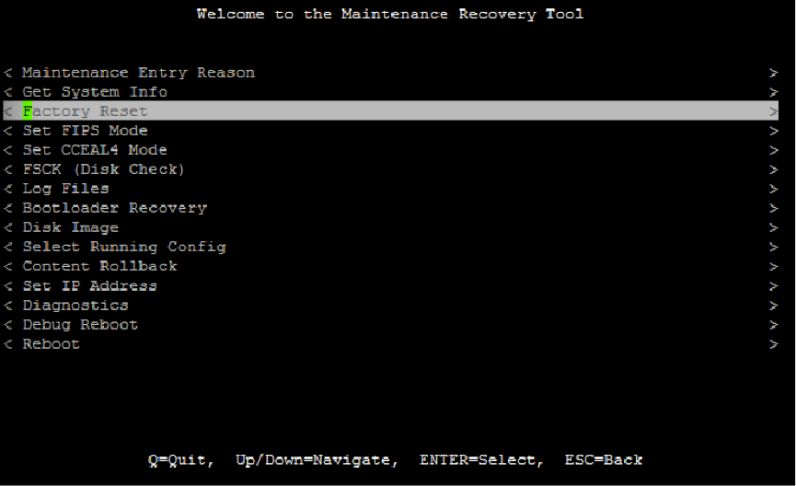 Welcome to the Maintenance Recovery Tool
< Maintenance Entry Reason >
< Get System Info >
< Factory Reset >
< Set FIPS Mode >
< Set CCEAL4 Mode >
< FSCK (Disk Check) >
< Log Files >
< Bootloader Recovery >
< Disk Image >
< Select Running Config >
< Content Rollback >
< Set IP Address >
< Diagnostics >
< Debug Reboot >
< Reboot >
Q=Quit, Up/Down=Navigate, ENTER=Select, ESC=Back